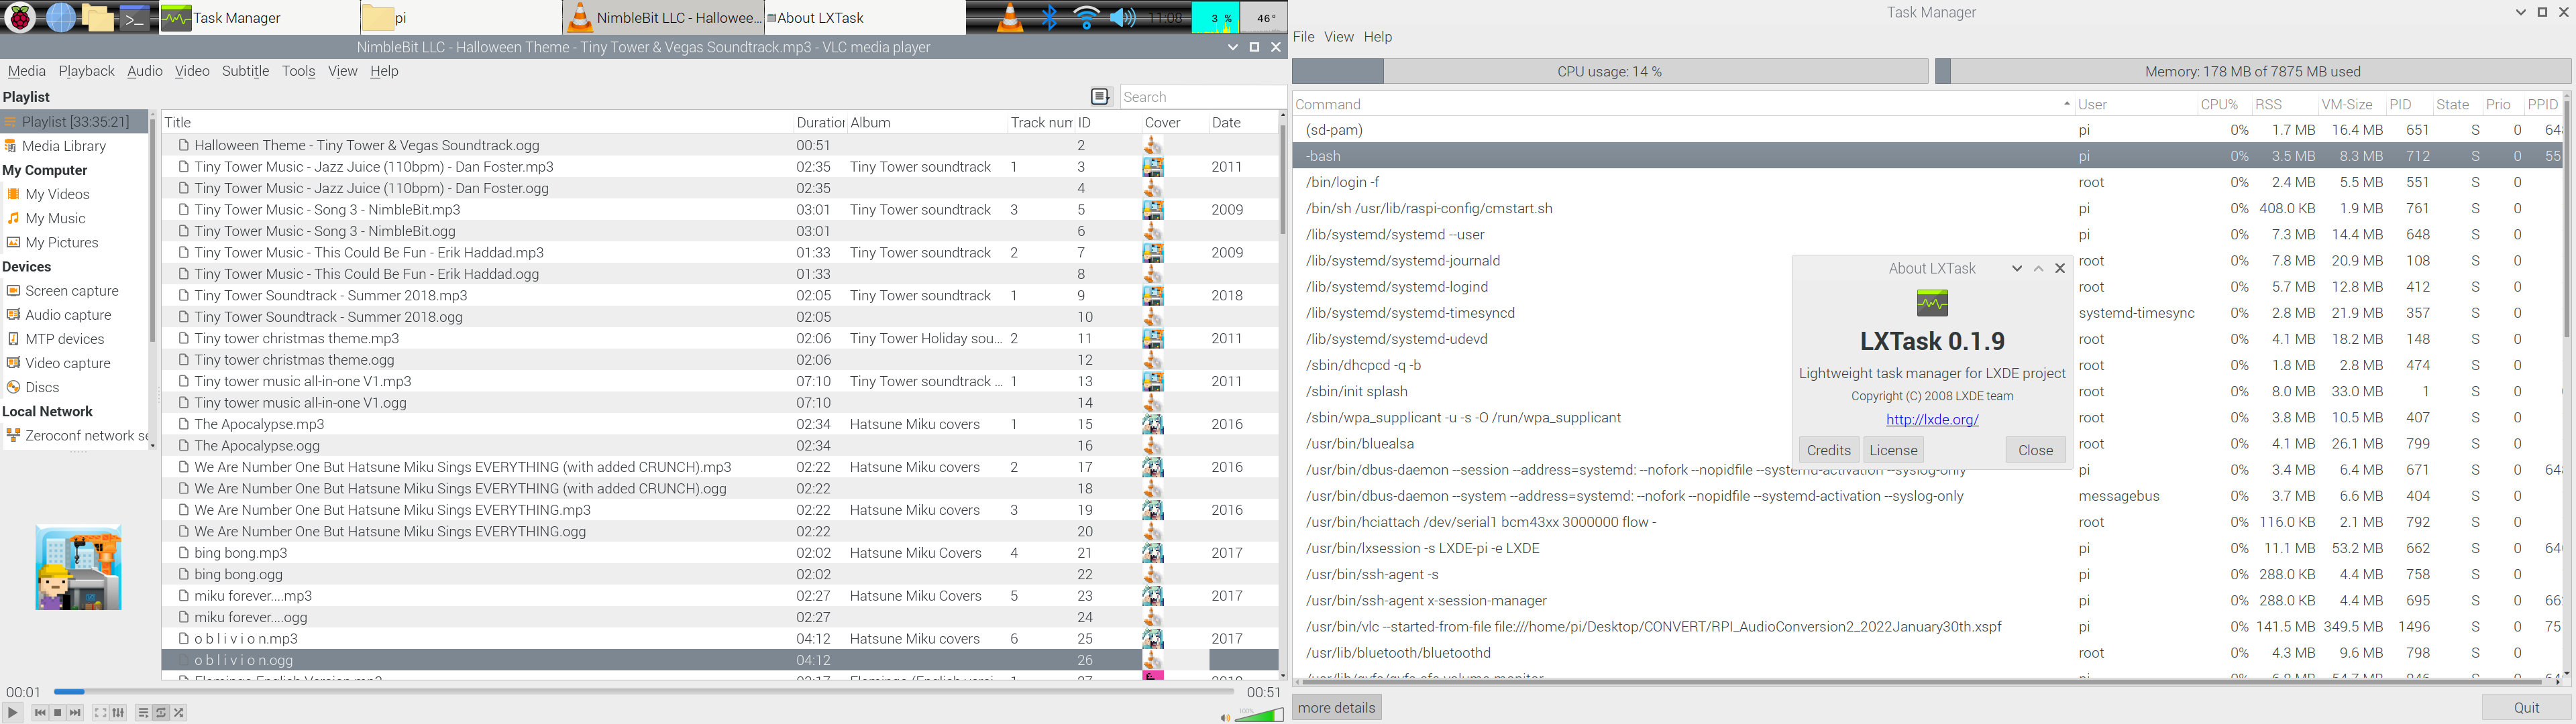 Task Manager
pi
NimbleBit LLC - Hallowee...
About LXTask
11:08
3 %
46°
NimbleBit LLC - Halloween Theme - Tiny Tower & Vegas Soundtrack.mp3 - VLC media player
Media Playback Audio Video Subtitle Tools View Help
Playlist
Search
Playlist [33:35:21]
Media Library
My Computer
My Videos
My Music
My Pictures
Devices
Screen capture
Audio capture
MTP devices
Video capture
Discs
Local Network
Zeroconf network se
Title Duration Album Track num ID Cover Date
Halloween Theme - Tiny Tower & Vegas Soundtrack.ogg 00:51 2
Tiny Tower Music - Jazz Juice (110bpm) - Dan Foster.mp3 02:35 Tiny Tower soundtrack 1 3 2011
Tiny Tower Music - Jazz Juice (110bpm) - Dan Foster.ogg 02:35 4
Tiny Tower Music - Song 3 - NimbleBit.mp3 03:01 Tiny Tower soundtrack 3 5 2009
Tiny Tower Music - Song 3 - NimbleBit.ogg 03:01 6
Tiny Tower Music - This Could Be Fun - Erik Haddad.mp3 01:33 Tiny Tower soundtrack 2 7 2009
Tiny Tower Music - This Could Be Fun - Erik Haddad.ogg 01:33 8
Tiny Tower Soundtrack - Summer 2018.mp3 02:05 Tiny Tower soundtrack 1 9 2018
Tiny Tower Soundtrack - Summer 2018.ogg 02:05 10
Tiny tower christmas theme.mp3 02:06 Tiny Tower Holiday sou... 2 11 2011
Tiny tower christmas theme.ogg 02:06 12
Tiny tower music all-in-one V1.mp3 07:10 Tiny Tower soundtrack ... 1 13 2011
Tiny tower music all-in-one V1.ogg 07:10 14
The Apocalypse.mp3 02:34 Hatsune Miku covers 1 15 2016
The Apocalypse.ogg 02:34 16
We Are Number One But Hatsune Miku Sings EVERYTHING (with added CRUNCH).mp3 02:22 Hatsune Miku covers 2 17 2016
We Are Number One But Hatsune Miku Sings EVERYTHING (with added CRUNCH).ogg 02:22 18
We Are Number One But Hatsune Miku Sings EVERYTHING.mp3 02:22 Hatsune Miku covers 3 19 2016
We Are Number One But Hatsune Miku Sings EVERYTHING.ogg 02:22 20
bing bong.mp3 02:02 Hatsune Miku Covers 4 21 2017
bing bong.ogg 02:02 22
miku forever....mp3 02:27 Hatsune Miku Covers 5 23 2017
miku forever....ogg 02:27 24
o b l i v i o n.mp3 04:12 Hatsune Miku covers 6 25 2017
o b l i v i o n.ogg 04:12 26
00:01
00:51
100%
Task Manager
File View Help
CPU usage: 14 %
Memory: 178 MB of 7875 MB used
Command User CPU% RSS VM-Size PID State Prio PPID
(sd-pam) pi 0% 1.7 MB 16.4 MB 651 S 0 64
-bash pi 0% 3.5 MB 8.3 MB 712 S 0 55
/bin/login -f root 0% 2.4 MB 5.5 MB 551 S 0
/bin/sh /usr/lib/raspi-config/cmstart.sh pi 0% 408.0 KB 1.9 MB 761 S 0
/lib/systemd/systemd --user pi 0% 7.3 MB 14.4 MB 648 S 0
/lib/systemd/systemd-journald root 0% 7.8 MB 20.9 MB 108 S 0
/lib/systemd/systemd-logind root 0% 5.7 MB 12.8 MB 412 S 0
/lib/systemd/systemd-timesyncd systemd-timesync 0% 2.8 MB 21.9 MB 357 S 0
/lib/systemd/systemd-udevd root 0% 4.1 MB 18.2 MB 148 S 0
/sbin/dhcpcd -q -b root 0% 1.8 MB 2.8 MB 474 S 0
/sbin/init splash root 0% 8.0 MB 33.0 MB 1 S 0
/sbin/wpa_supplicant -u -s -O /run/wpa_supplicant root 0% 3.8 MB 10.5 MB 407 S 0
/usr/bin/bluealsa root 0% 4.1 MB 26.1 MB 799 S 0
/usr/bin/dbus-daemon --session --address=systemd: --nofork --nopidfile --systemd-activation --syslog-only pi 0% 3.4 MB 6.4 MB 671 S 0 64
/usr/bin/dbus-daemon --system --address=systemd: --nofork --nopidfile --systemd-activation --syslog-only messagebus 0% 3.7 MB 6.6 MB 404 S 0
/usr/bin/hciattach /dev/serial1 bcm43xx 3000000 flow - root 0% 116.0 KB 2.1 MB 792 S 0
/usr/bin/lxsession -s LXDE-pi -e LXDE pi 0% 11.1 MB 53.2 MB 662 S 0 64
/usr/bin/ssh-agent -s pi 0% 288.0 KB 4.4 MB 758 S 0
/usr/bin/ssh-agent x-session-manager pi 0% 288.0 KB 4.4 MB 695 S 0 66
/usr/bin/vlc --started-from-file file:///home/pi/Desktop/CONVERT/RPI_AudioConversion2_2022January30th.xspf pi 0% 141.5 MB 349.5 MB 1496 S 0 75
/usr/lib/bluetooth/bluetoothd root 0% 4.3 MB 9.6 MB 798 S 0
About LXTask
LXTask 0.1.9
Lightweight task manager for LXDE project
Copyright (C) 2008 LXDE team
http://lxde.org/
Credits License Close
more details
Quit